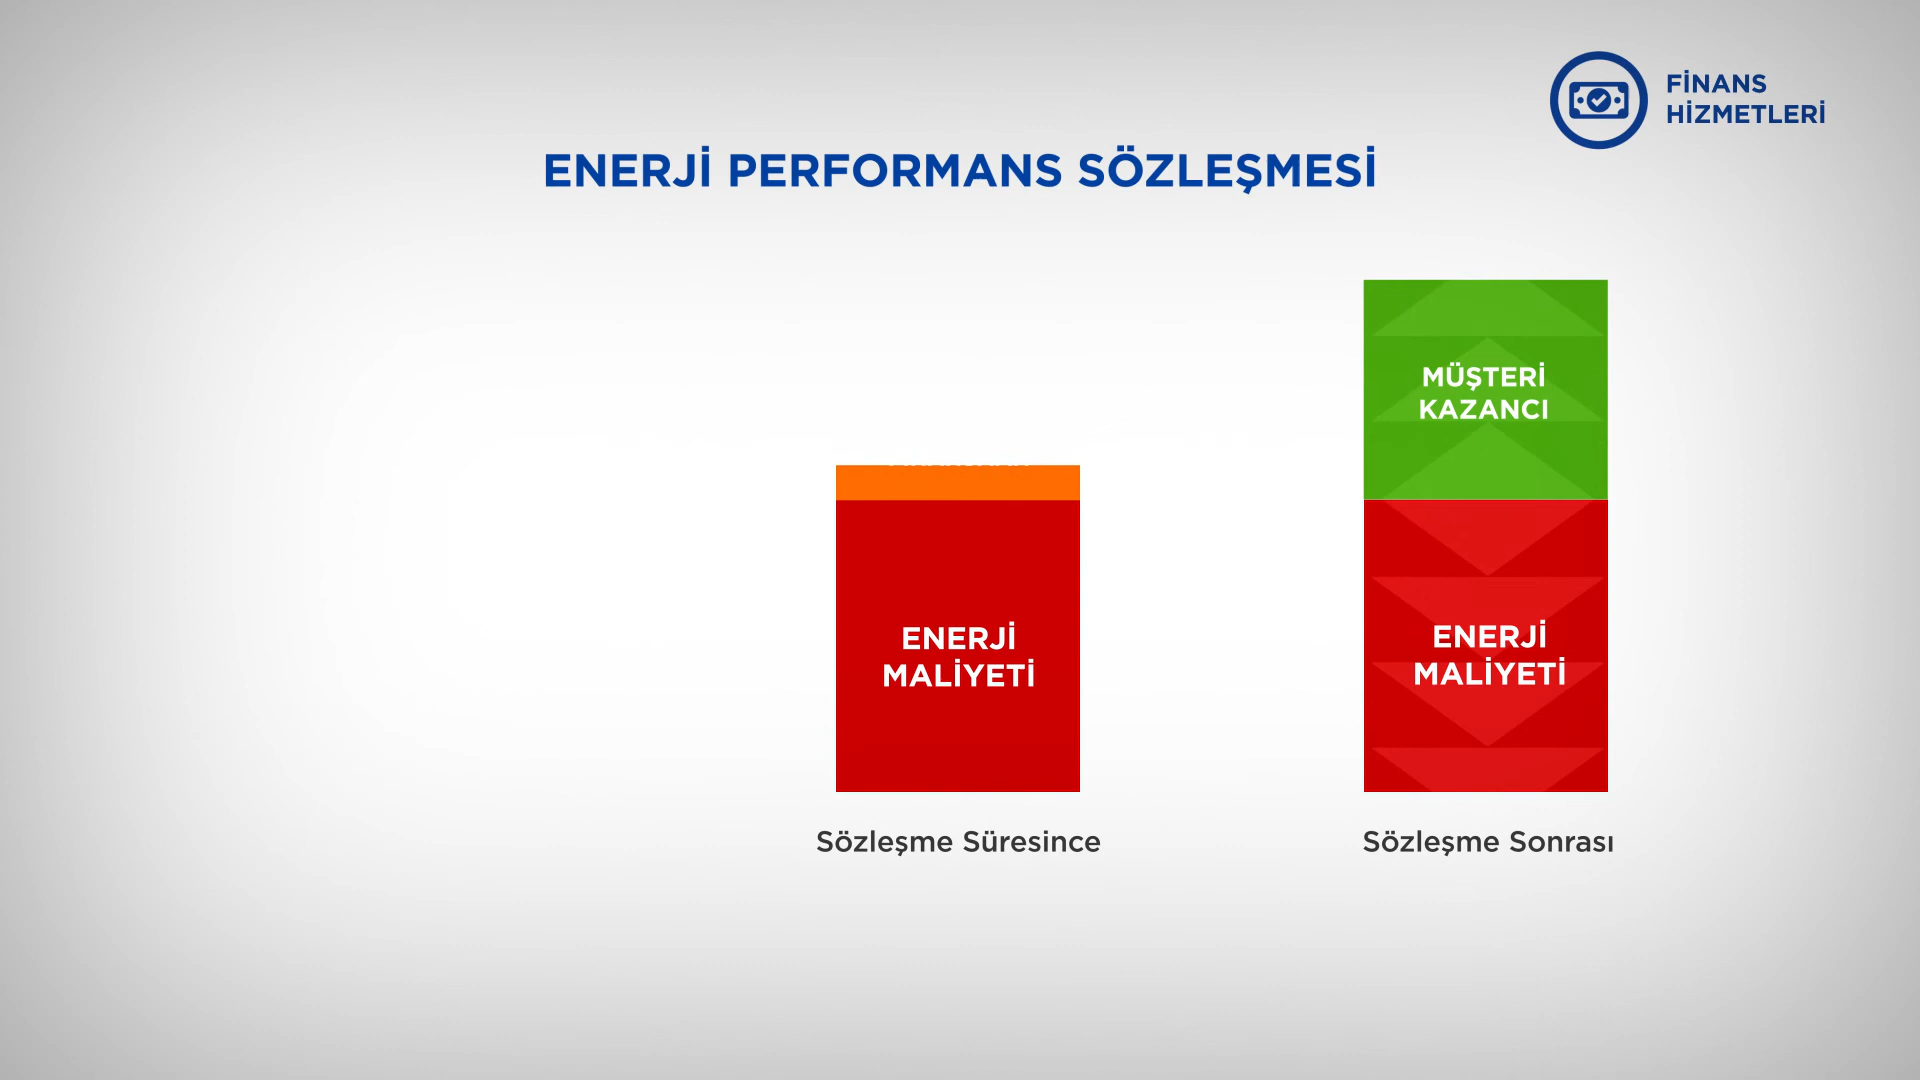 FİNANS
HİZMETLERİ
ENERJİ PERFORMANS SÖZLEŞMESİ
MÜŞTERİ
KAZANCI
ENERJİ
MALİYETİ
ENERJİ
MALİYETİ
Sözleşme Süresince
Sözleşme Sonrası